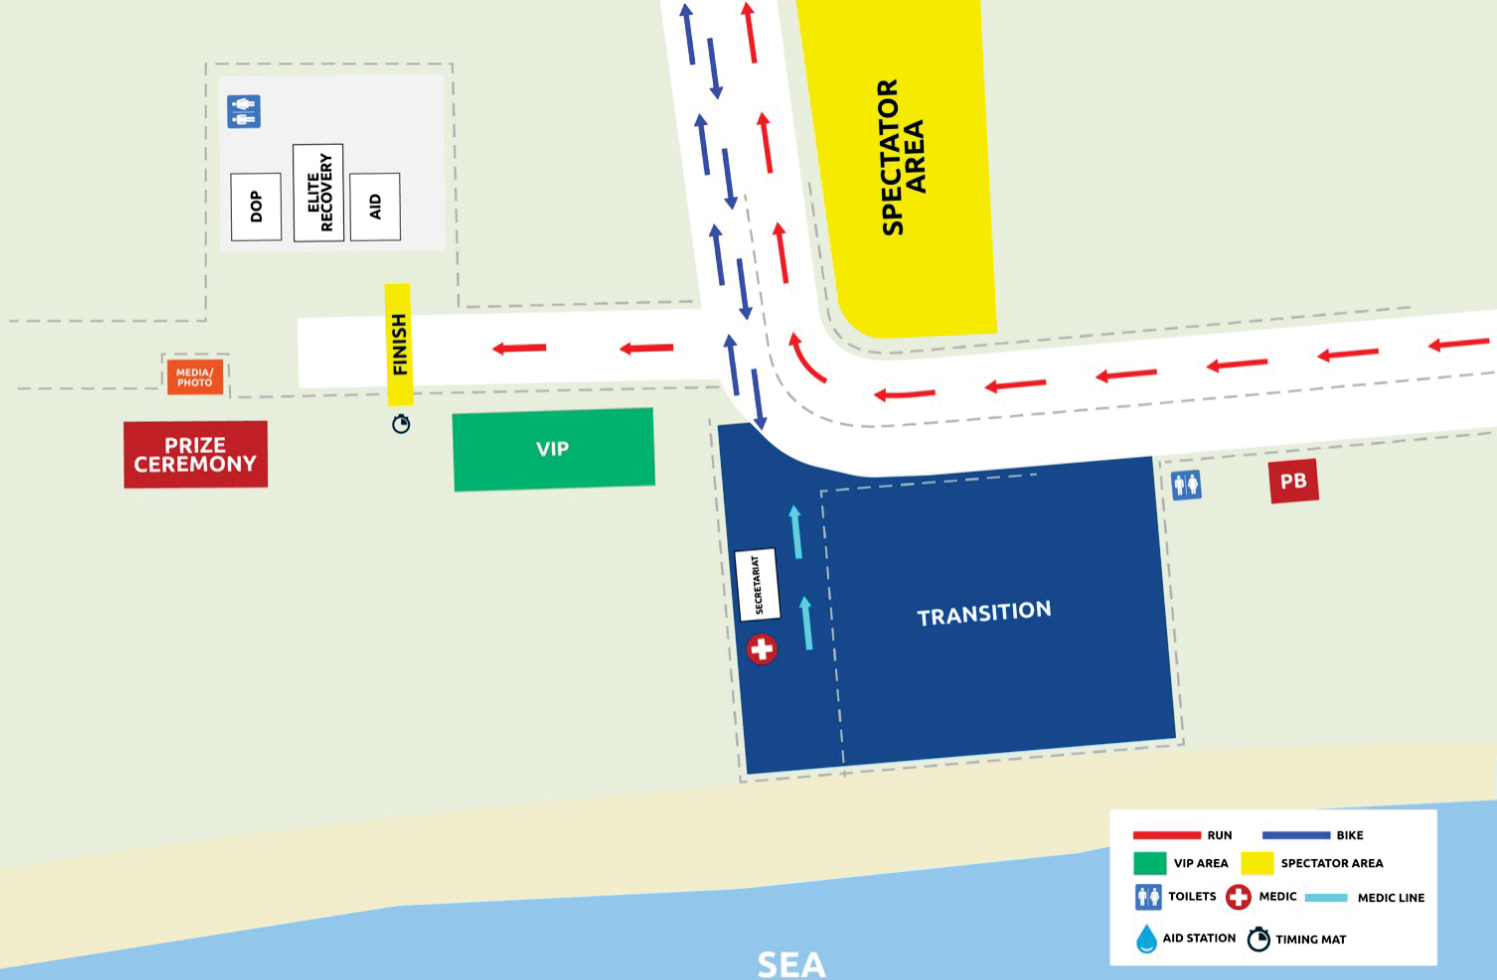 SPECTATOR
AREA
DOP
ELITE
RECOVERY
AID
FINISH
MEDIA/
PHOTO
PRIZE
CEREMONY
VIP
PB
SECRETARIAT
TRANSITION
SEA
RUN
BIKE
VIP AREA
SPECTATOR AREA
TOILETS
MEDIC
MEDIC LINE
AID STATION
TIMING MAT